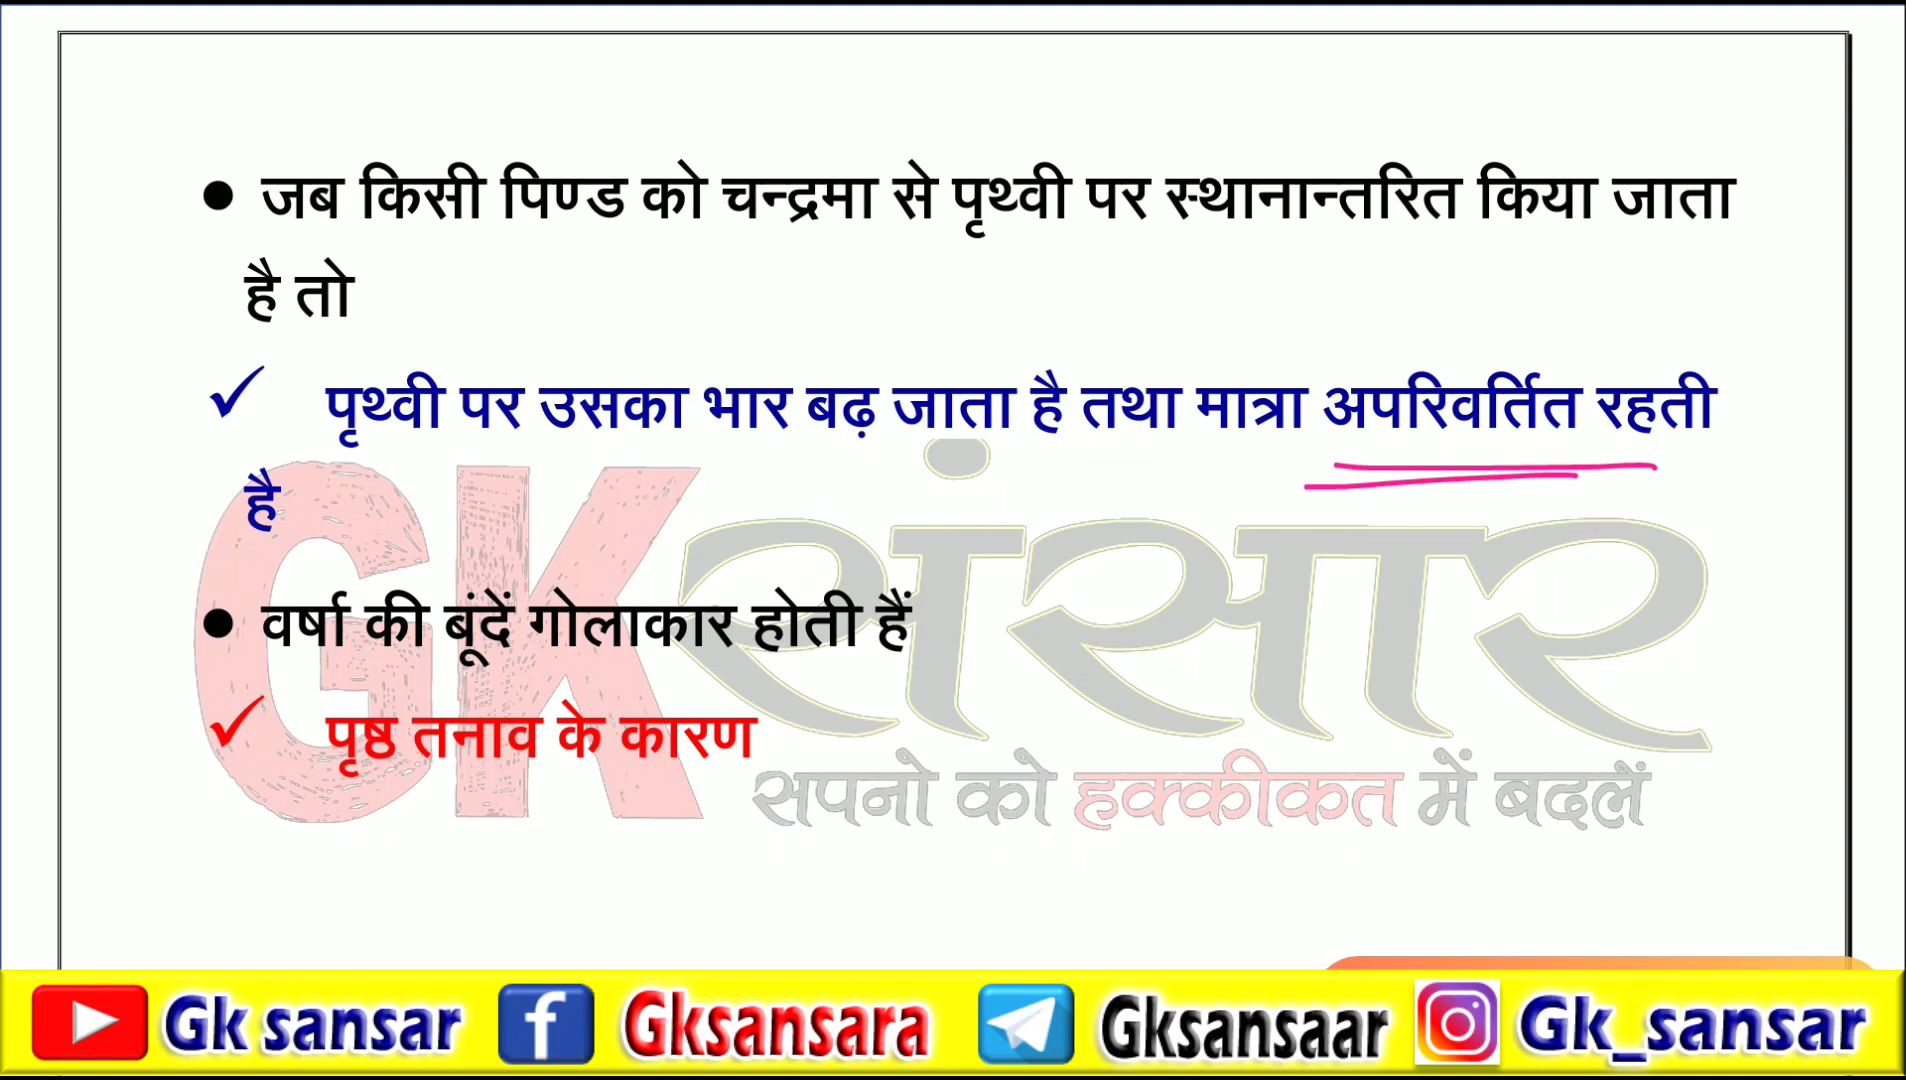 ● जब किसी पिण्ड को चन्द्रमा से पृथ्वी पर स्थानान्तरित किया जाता
है तो
✓ पृथ्वी पर उसका भार बढ़ जाता है तथा मात्रा अपरिवर्तित रहती
है
● वर्षा की बूंदें गोलाकार होती हैं
✓ पृष्ठ तनाव के कारण
GK संसार
सपनो को हक्कीकत में बदलें
Gk sansar Gksansara Gksansaar Gk_sansar